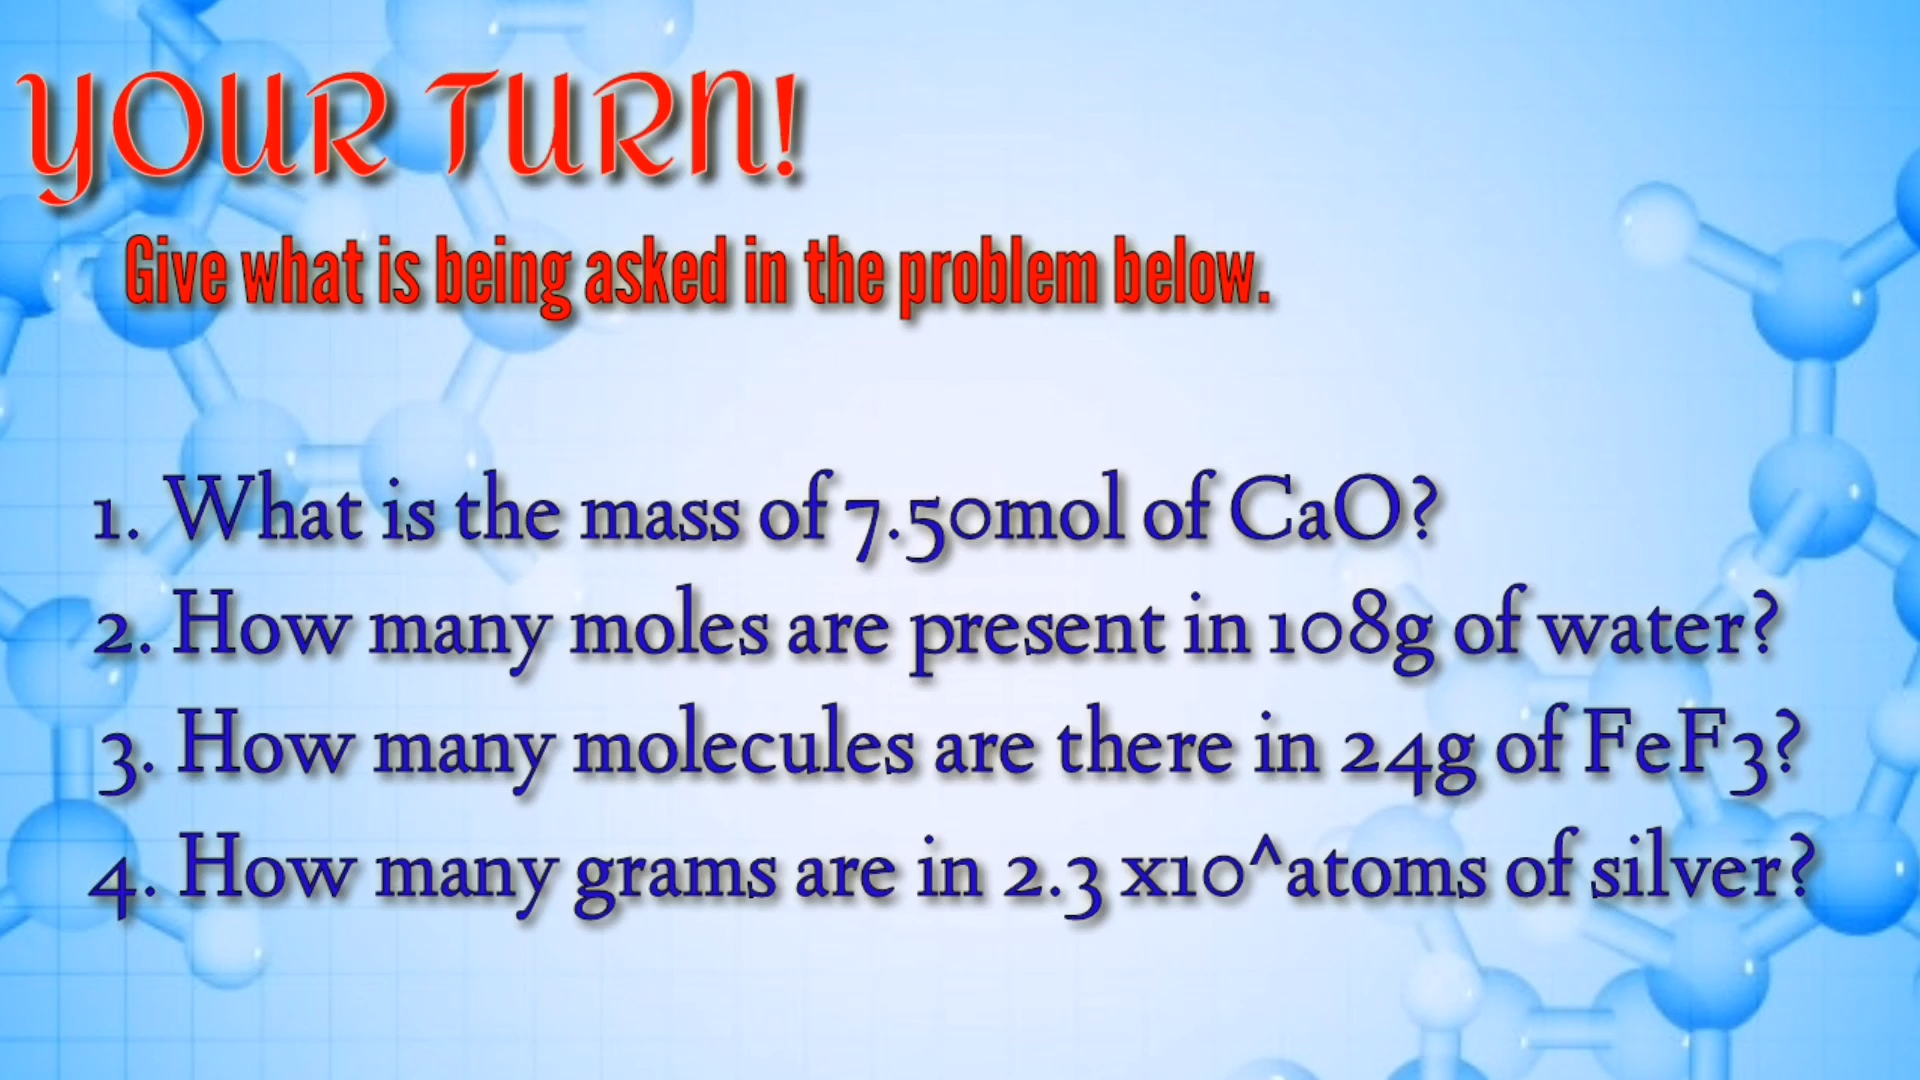 YOUR TURN!
Give what is being asked in the problem below.
1. What is the mass of 7.50mol of CaO?
2. How many moles are present in 108g of water?
3. How many molecules are there in 24g of FeF3?
4. How many grams are in 2.3 x10^atoms of silver?